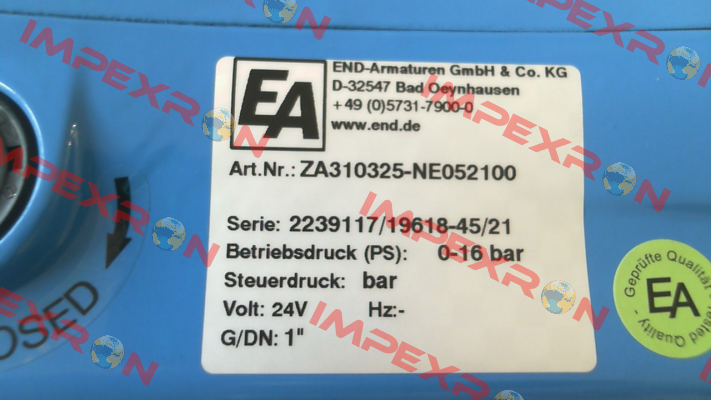 EA
END-Armaturen GmbH & Co. KG
D-32547 Bad Oeynhausen
+ 49 (0)5731-7900-0
www.end.de
Art.Nr.: ZA310325-NE052100
Serie: 2239117/19618-45/21
Betriebsdruck (PS): 0-16 bar
Steuerdruck: bar
Volt: 24V Hz:-
G/DN: 1"
Geprüfte Qualität -
EA
Tested Quality -
OSED
IMPEXRON
IMPEXRON
IMPEXRON
IMPEXRON
IMPEXRON